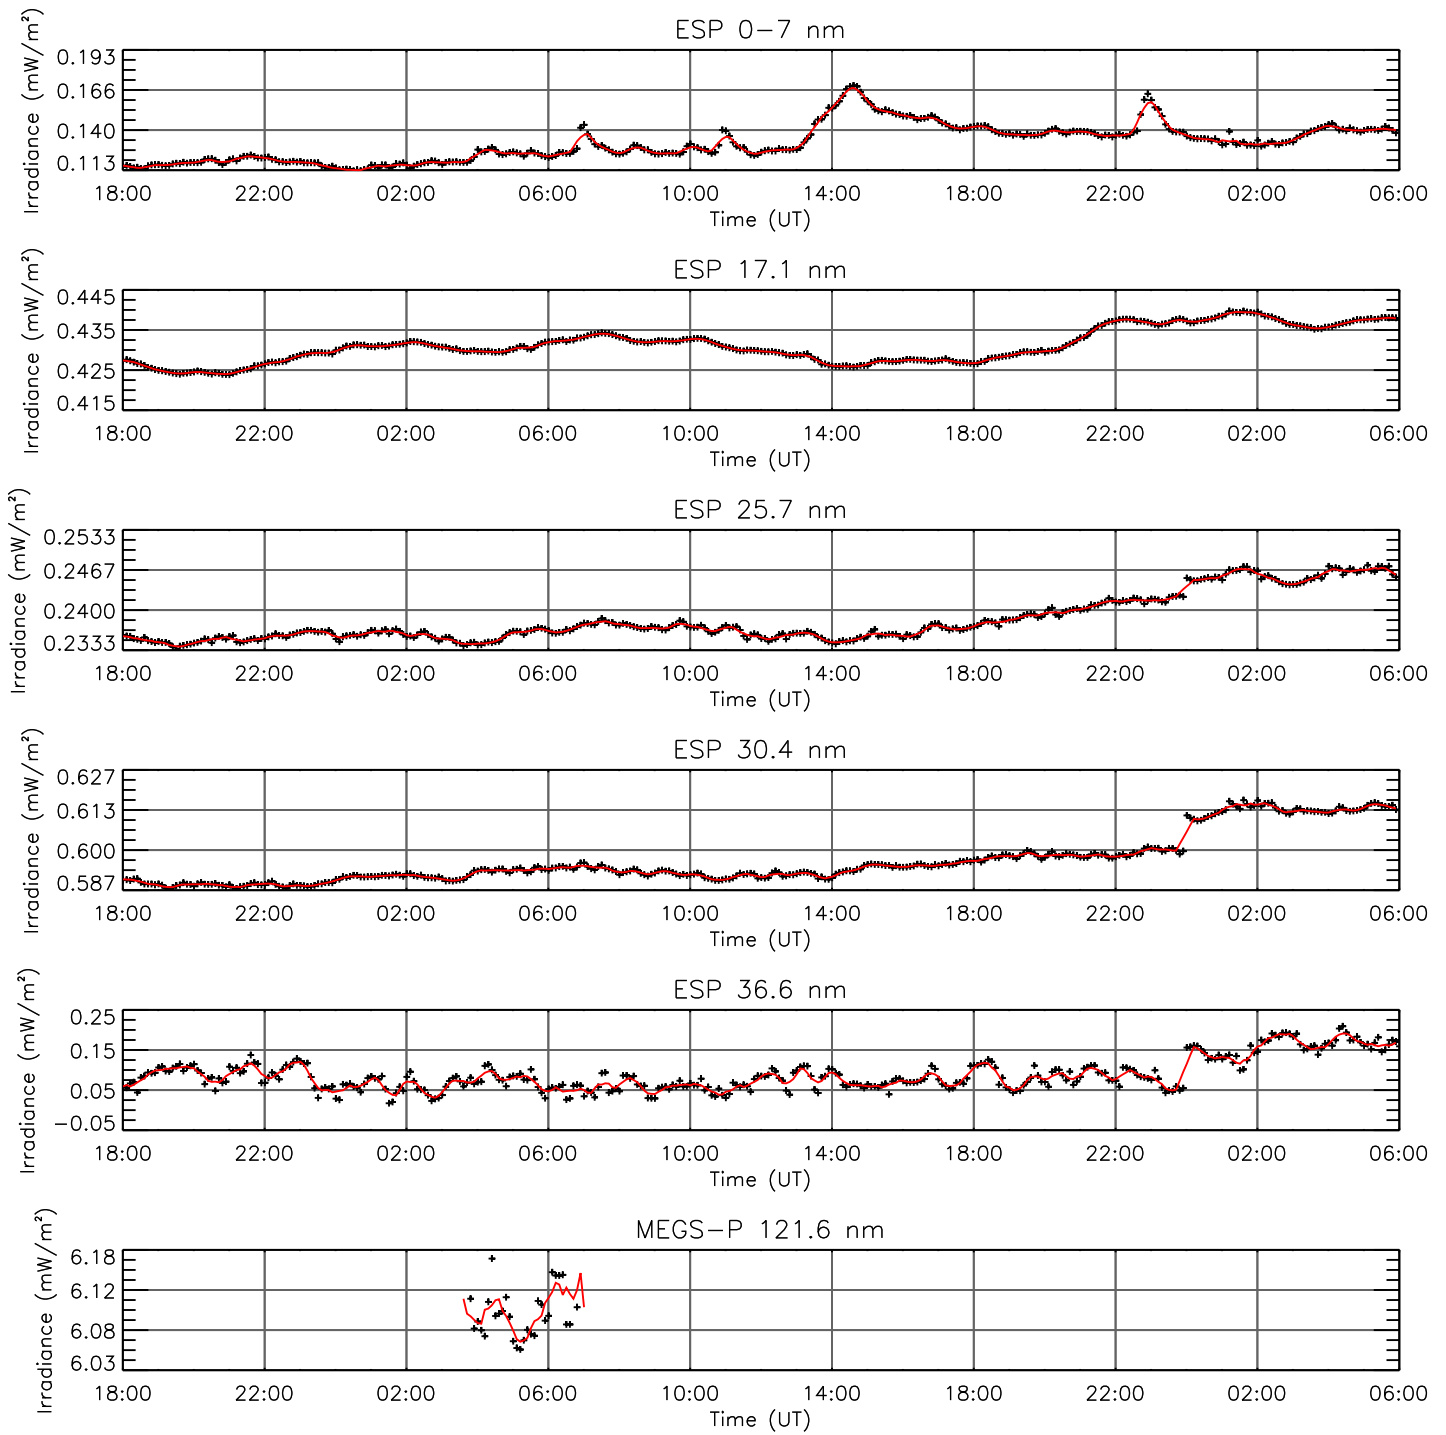 ESP 0-7 nm
Irradiance (mW/m²)
0.193
0.166
0.140
0.113
18:00 22:00 02:00 06:00 10:00 14:00 18:00 22:00 02:00 06:00
Time (UT)
ESP 17.1 nm
Irradiance (mW/m²)
0.445
0.435
0.425
0.415
18:00 22:00 02:00 06:00 10:00 14:00 18:00 22:00 02:00 06:00
Time (UT)
ESP 25.7 nm
Irradiance (mW/m²)
0.2533
0.2467
0.2400
0.2333
18:00 22:00 02:00 06:00 10:00 14:00 18:00 22:00 02:00 06:00
Time (UT)
ESP 30.4 nm
Irradiance (mW/m²)
0.627
0.613
0.600
0.587
18:00 22:00 02:00 06:00 10:00 14:00 18:00 22:00 02:00 06:00
Time (UT)
ESP 36.6 nm
Irradiance (mW/m²)
0.25
0.15
0.05
-0.05
18:00 22:00 02:00 06:00 10:00 14:00 18:00 22:00 02:00 06:00
Time (UT)
MEGS-P 121.6 nm
Irradiance (mW/m²)
6.18
6.12
6.08
6.03
18:00 22:00 02:00 06:00 10:00 14:00 18:00 22:00 02:00 06:00
Time (UT)